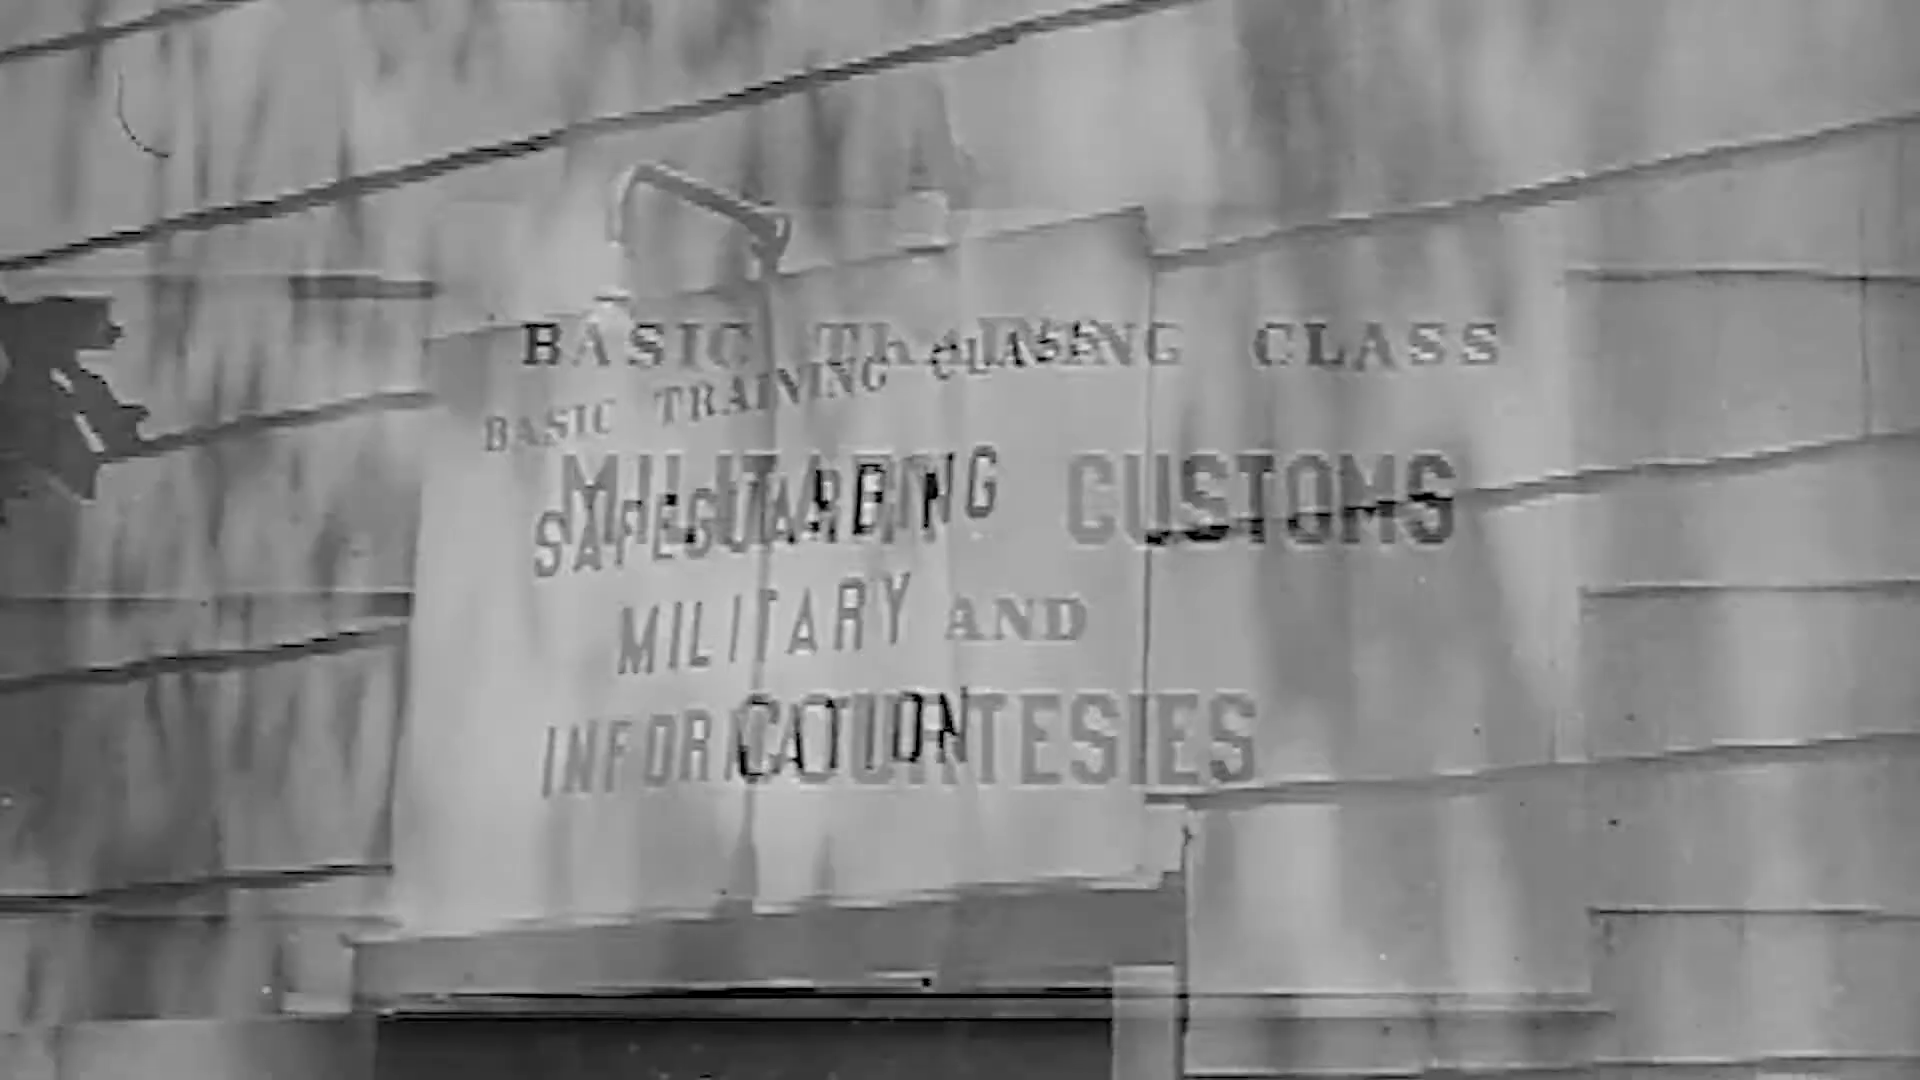 BASIC TRAINING CLASS
MILITARY CUSTOMS
AND
COURTESIES
BASIC TRAINING CLASS
SAFEGUARDING
MILITARY
INFORMATION